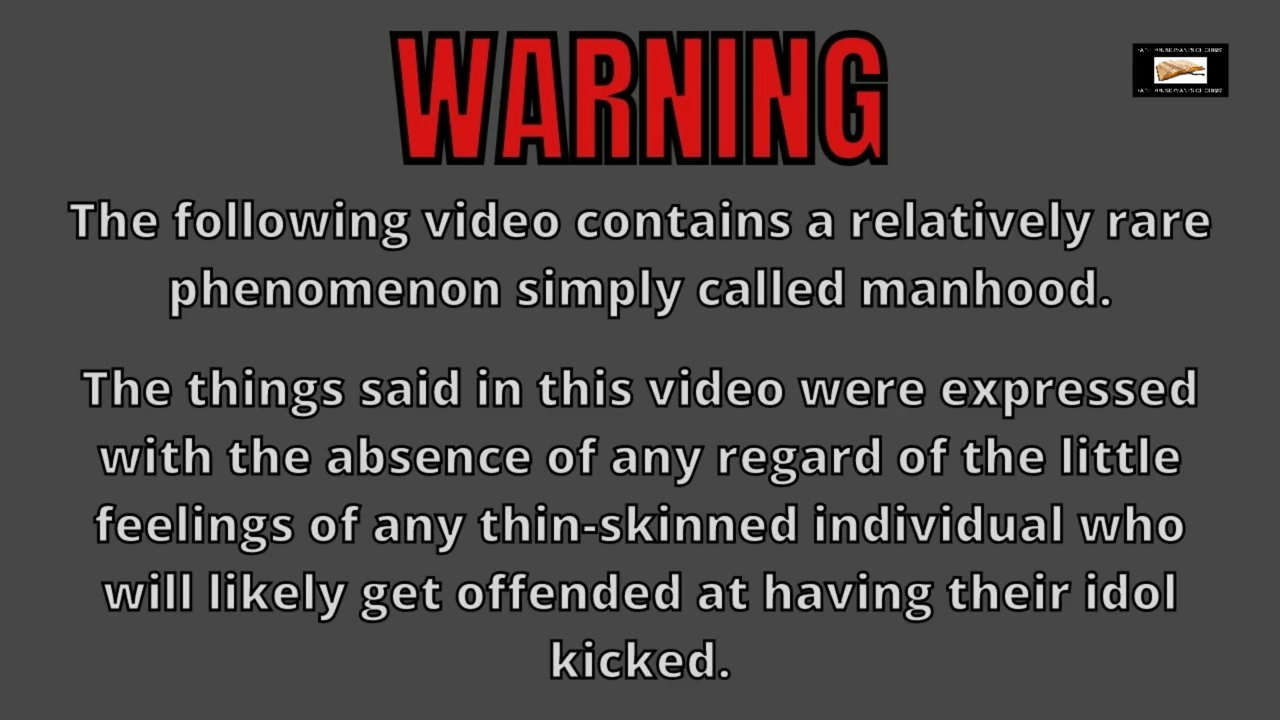 WARNING
The following video contains a relatively rare
phenomenon simply called manhood.
The things said in this video were expressed
with the absence of any regard of the little
feelings of any thin-skinned individual who
will likely get offended at having their idol
kicked.